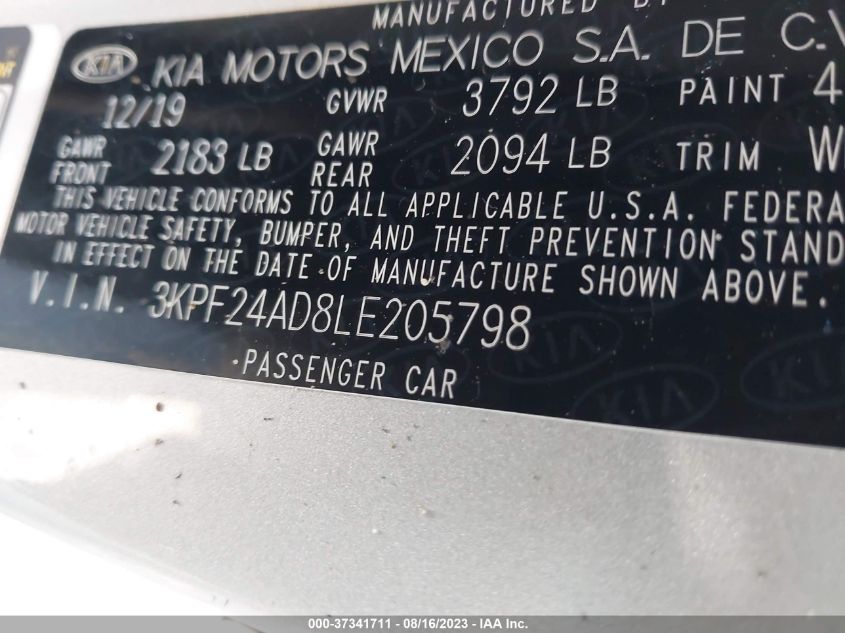 MANUFACTURED BY
KIA KIA MOTORS MEXICO S.A. DE C.V
12/19 GVWR 3792 LB PAINT 4
GAWR FRONT 2183 LB GAWR REAR 2094 LB TRIM W
THIS VEHICLE CONFORMS TO ALL APPLICABLE U.S.A. FEDERA
MOTOR VEHICLE SAFETY, BUMPER, AND THEFT PREVENTION STAND
IN EFFECT ON THE DATE OF MANUFACTURE SHOWN ABOVE.
V.I.N. 3KPF24AD8LE205798
PASSENGER CAR
000-37341711 - 08/16/2023 - IAA Inc.